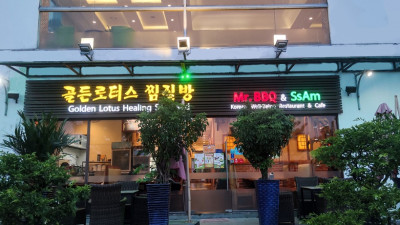 골든로터스 찜질방
Golden Lotus Healing
Mr. BBQ & SsAm
Korean Well-being Restaurant & Cafe